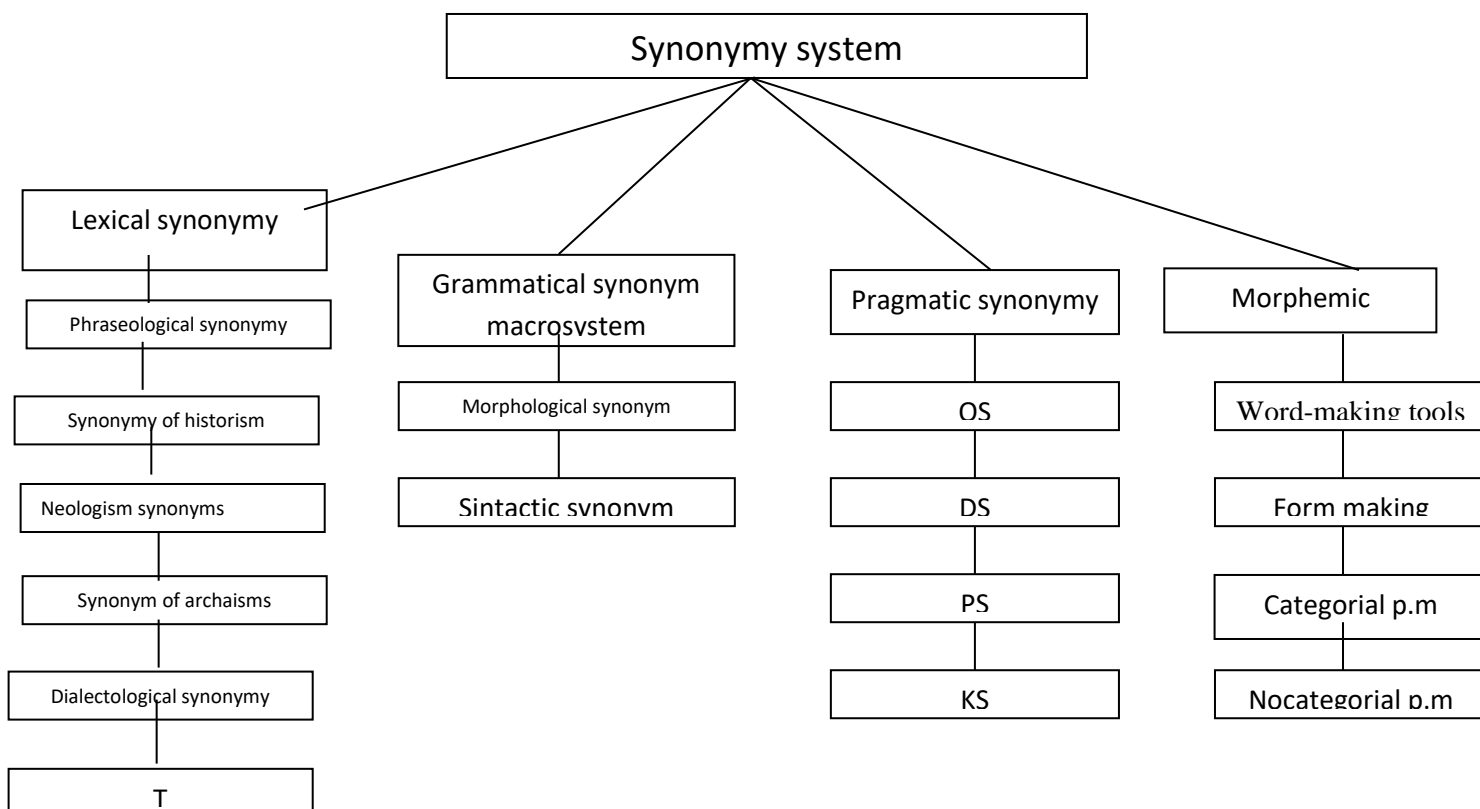 Synonymy system
Lexical synonymy
Phraseological synonymy
Synonymy of historism
Neologism synonyms
Synonym of archaisms
Dialectological synonymy
T
Grammatical synonym
macrosystem
Morphological synonym
Sintactic synonym
Pragmatic synonymy
OS
DS
PS
KS
Morphemic
Word-making tools
Form making
Categorial p.m
Nocategorial p.m